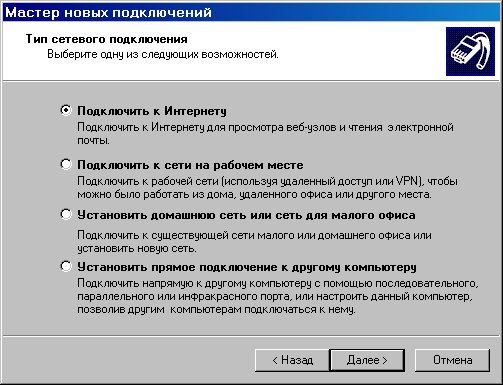 Мастер новых подключений
Тип сетевого подключения
Выберите одну из следующих возможностей.
Подключить к Интернету
Подключить к Интернету для просмотра веб-узлов и чтения электронной
почты.
Подключить к сети на рабочем месте
Подключить к рабочей сети (используя удаленный доступ или VPN), чтобы
можно было работать из дома, удаленного офиса или другого места.
Установить домашнюю сеть или сеть для малого офиса
Подключить к существующей сети малого или домашнего офиса или
установить новую сеть.
Установить прямое подключение к другому компьютеру
Подключить напрямую к другому компьютеру с помощью последовательного,
параллельного или инфракрасного порта, или настроить данный компьютер,
позволив другим компьютерам подключаться к нему.
< Назад
Далее >
Отмена